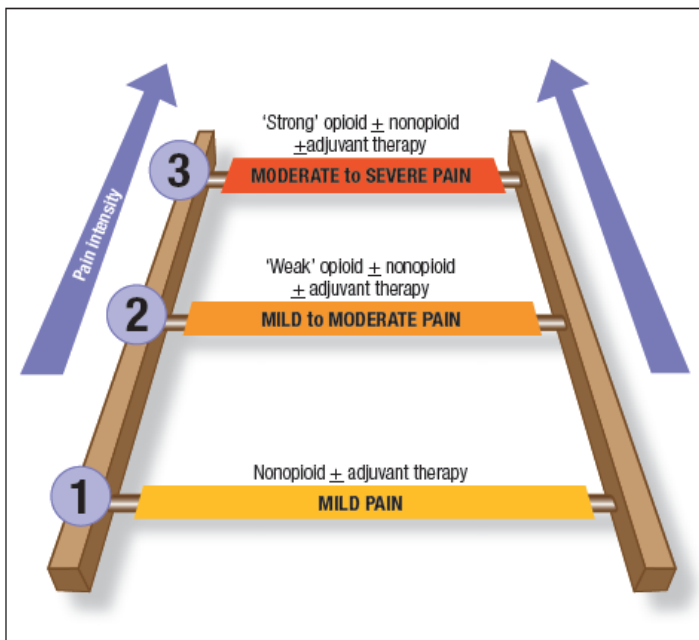 'Strong' opioid ± nonopioid
±adjuvant therapy
3
MODERATE to SEVERE PAIN
Pain intensity
'Weak' opioid ± nonopioid
± adjuvant therapy
2
MILD to MODERATE PAIN
Nonopioid ± adjuvant therapy
1
MILD PAIN